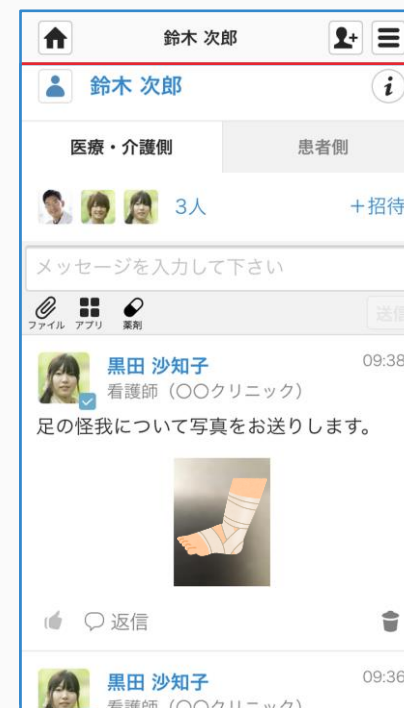 鈴木 次郎
鈴木 次郎
i
医療・介護側 患者側
3人 +招待
メッセージを入力して下さい
ファイル アプリ 薬剤 送信
黒田 沙知子 09:38
看護師（〇〇クリニック）
足の怪我について写真をお送りします。
返信
黒田 沙知子 09:36
看護師（〇〇クリニック）